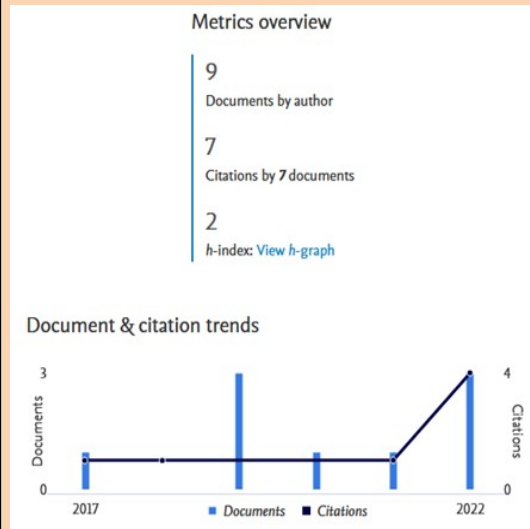 Metrics overview
9
Documents by author
7
Citations by 7 documents
2
h-index: View h-graph
Document & citation trends
3
4
Documents
Citations
0
0
2017
Documents
Citations
2022